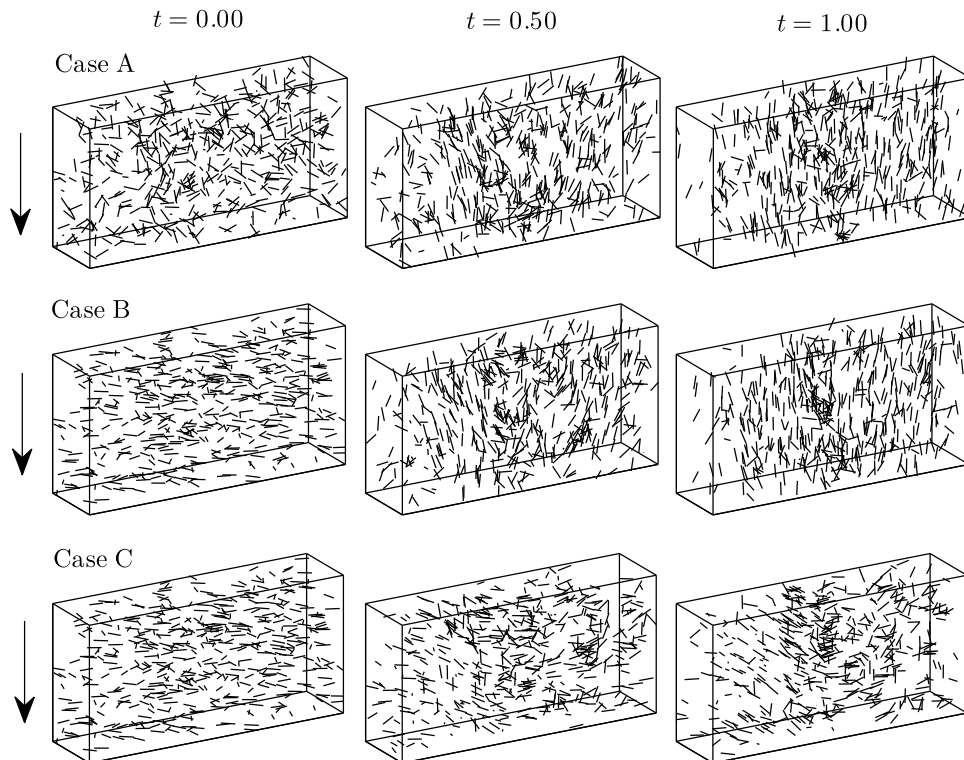 t = 0.00 t = 0.50 t = 1.00
Case A
Case B
Case C